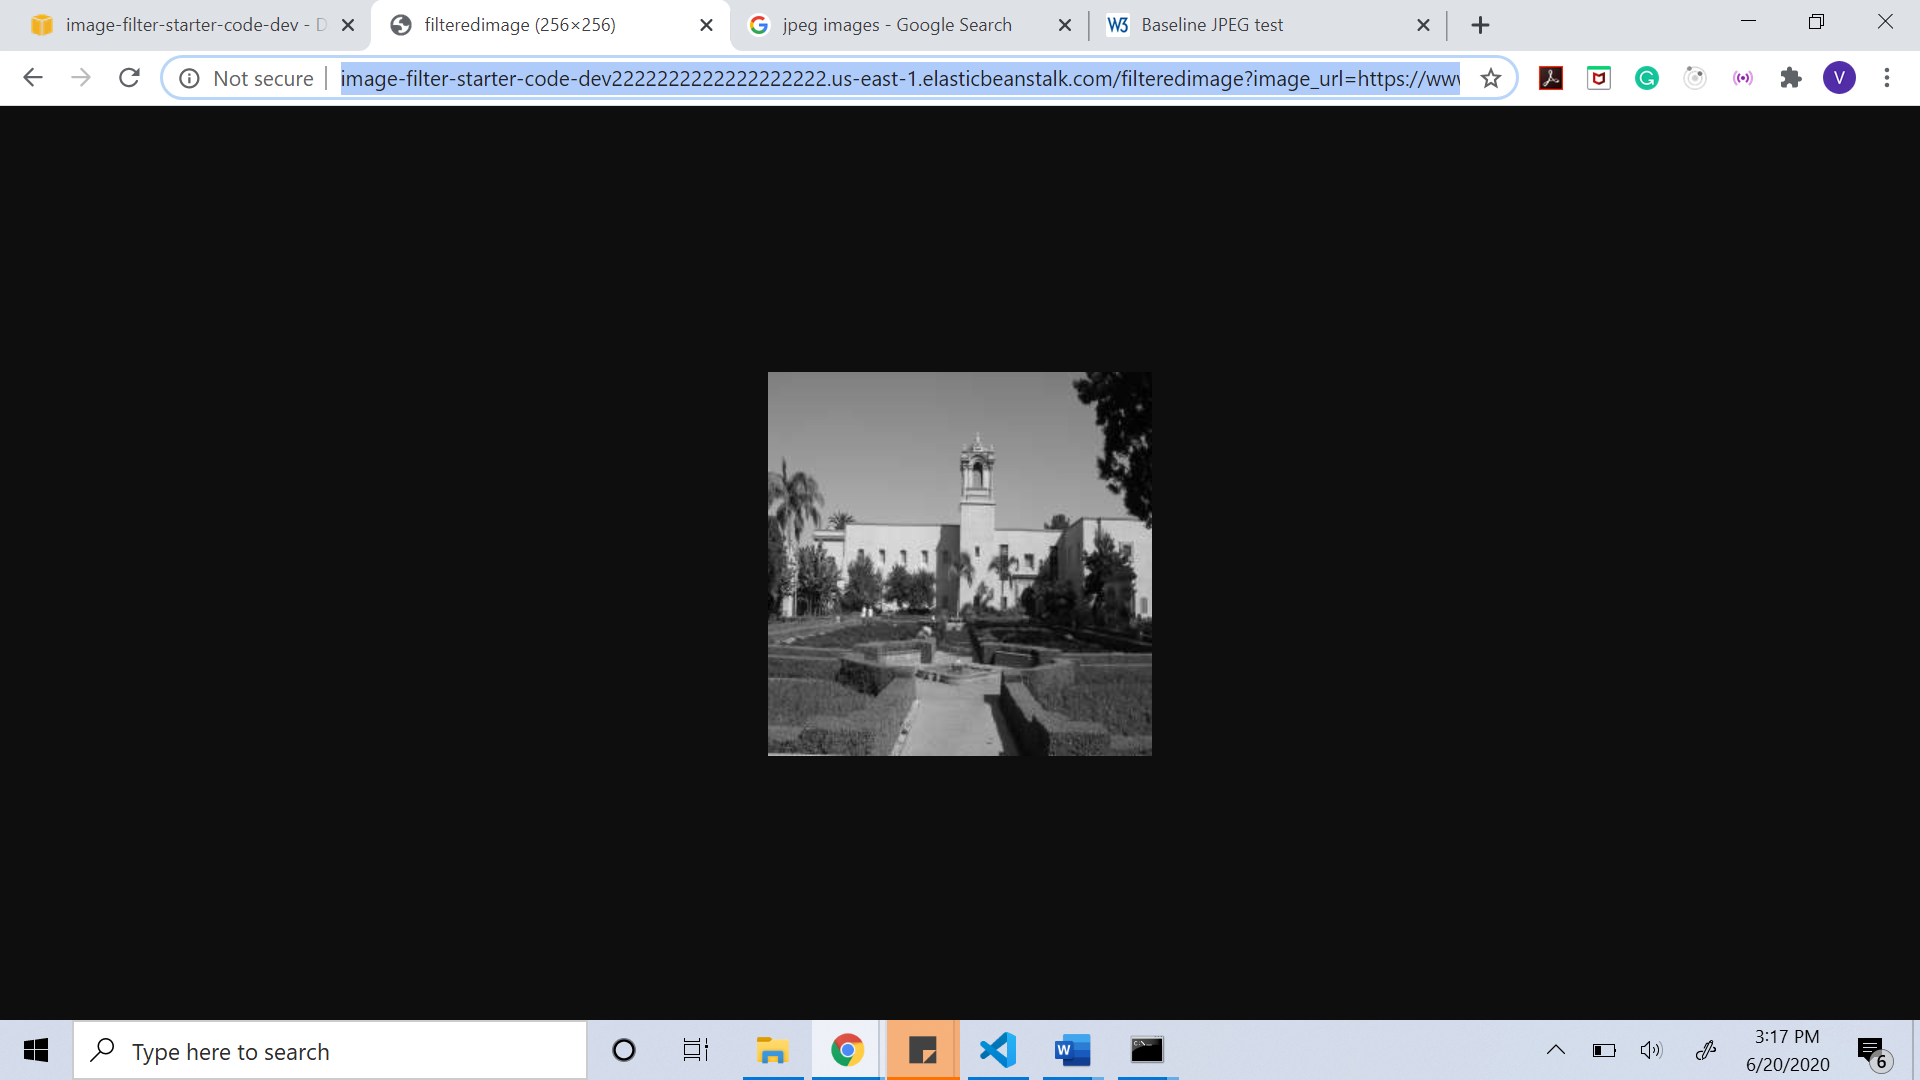 image-filter-starter-code-dev - D
filteredimage (256×256)
jpeg images - Google Search
W3
Baseline JPEG test
Not secure
image-filter-starter-code-dev2222222222222222222.us-east-1.elasticbeanstalk.com/filteredimage?image_url=https://www
G
V
Type here to search
W
C:\_
3:17 PM
6/20/2020
6